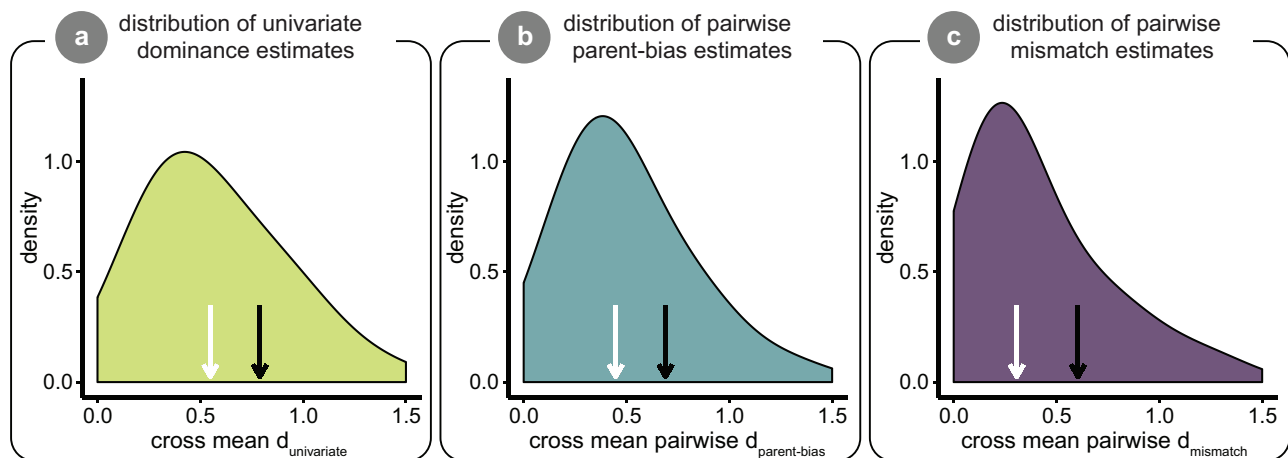 a
distribution of univariate
dominance estimates
density
1.0
0.5
0.0
0.0 0.5 1.0 1.5
cross mean d_univariate
b
distribution of pairwise
parent-bias estimates
density
1.0
0.5
0.0
0.0 0.5 1.0 1.5
cross mean pairwise d_parent-bias
c
distribution of pairwise
mismatch estimates
density
1.0
0.5
0.0
0.0 0.5 1.0 1.5
cross mean pairwise d_mismatch